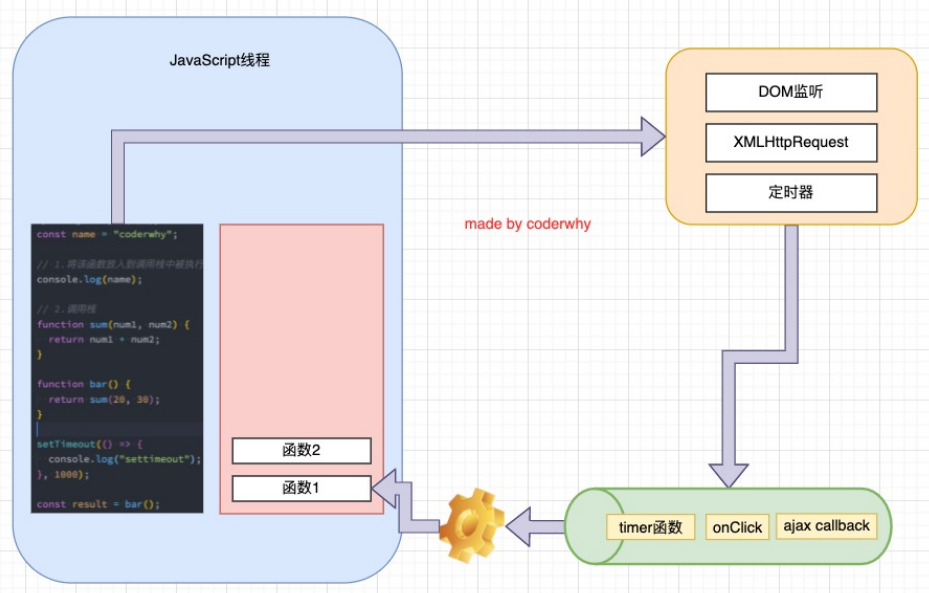 JavaScript线程
DOM监听
XMLHttpRequest
定时器
made by coderwhy
const name = "coderwhy";
// 1.将该函数放入到调用栈中被执行
console.log(name);
// 2.调用栈
function sum(num1, num2) {
return num1 + num2;
}
function bar() {
return sum(20, 30);
}
setTimeout(() => {
console.log("settimeout");
}, 1000);
const result = bar();
函数2
函数1
timer函数
onClick
ajax callback